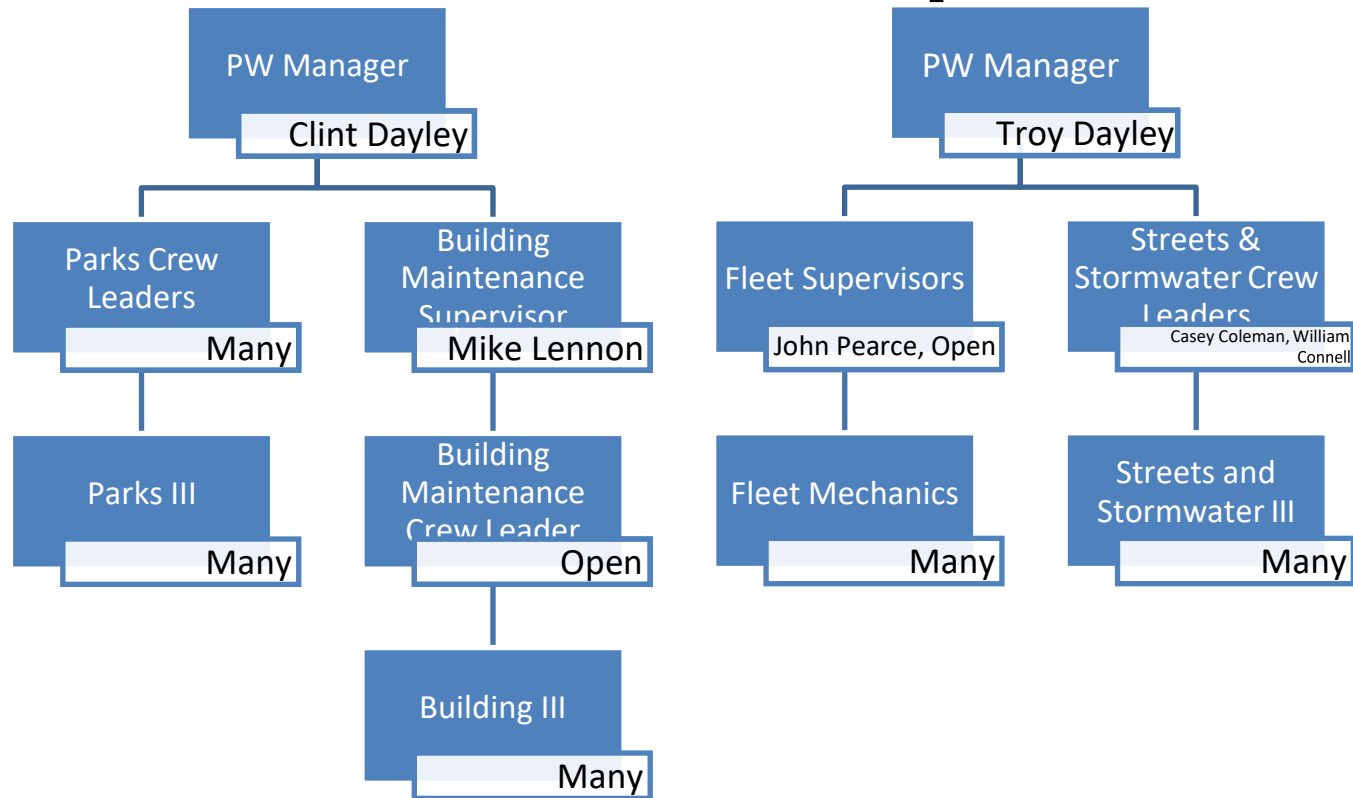 PW Manager
Clint Dayley
PW Manager
Troy Dayley
Parks Crew
Leaders
Many
Building
Maintenance
Supervisor
Mike Lennon
Fleet Supervisors
John Pearce, Open
Streets &
Stormwater Crew
Leaders
Casey Coleman, William
Connell
Parks III
Many
Building
Maintenance
Crew Leader
Open
Fleet Mechanics
Many
Streets and
Stormwater III
Many
Building III
Many